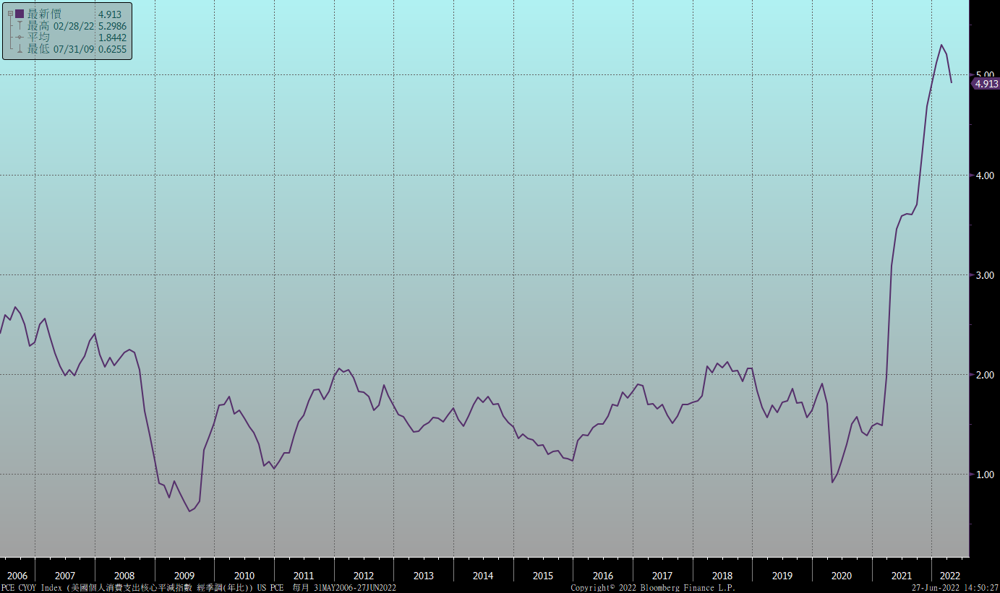 最新價 4.913
最高 02/28/22 5.2986
平均 1.8442
最低 07/31/09 0.6255
5.00
4.913
4.00
3.00
2.00
1.00
2006 2007 2008 2009 2010 2011 2012 2013 2014 2015 2016 2017 2018 2019 2020 2021 2022
PCE CYOY Index (美國個人消費支出核心平減指數 經季調(年比)) US PCE 每月 31MAY2006-27JUN2022 Copyright© 2022 Bloomberg Finance L.P. 27-Jun-2022 14:50:27